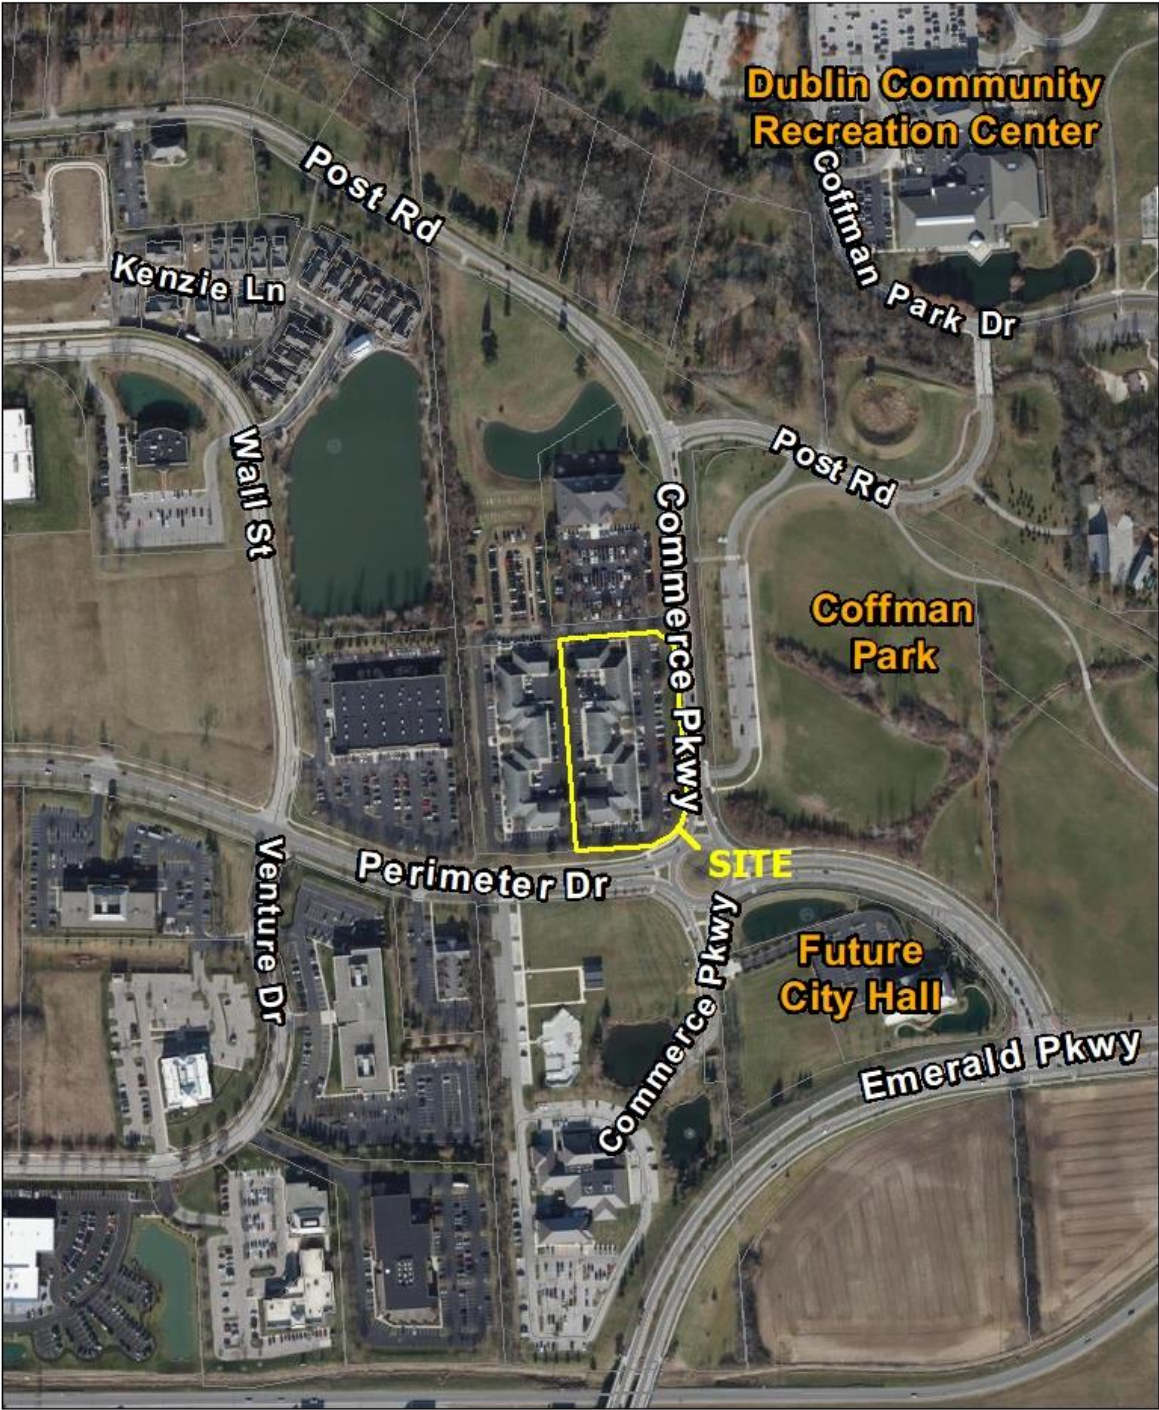 Dublin Community
Recreation Center
Coffman Park Dr
Post Rd
Kenzie Ln
Post Rd
Wall St
Commerce Pkwy
Coffman
Park
SITE
Perimeter Dr
Venture Dr
Commerce Pkwy
Future
City Hall
Emerald Pkwy